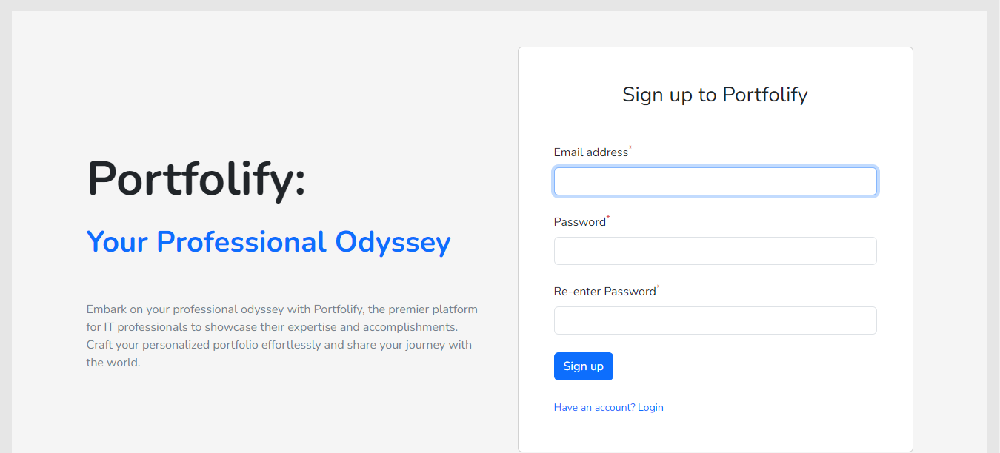 Portfolify:
Your Professional Odyssey
Embark on your professional odyssey with Portfolify, the premier platform
for IT professionals to showcase their expertise and accomplishments.
Craft your personalized portfolio effortlessly and share your journey with
the world.
Sign up to Portfolify
Email address*
Password*
Re-enter Password*
Sign up
Have an account? Login